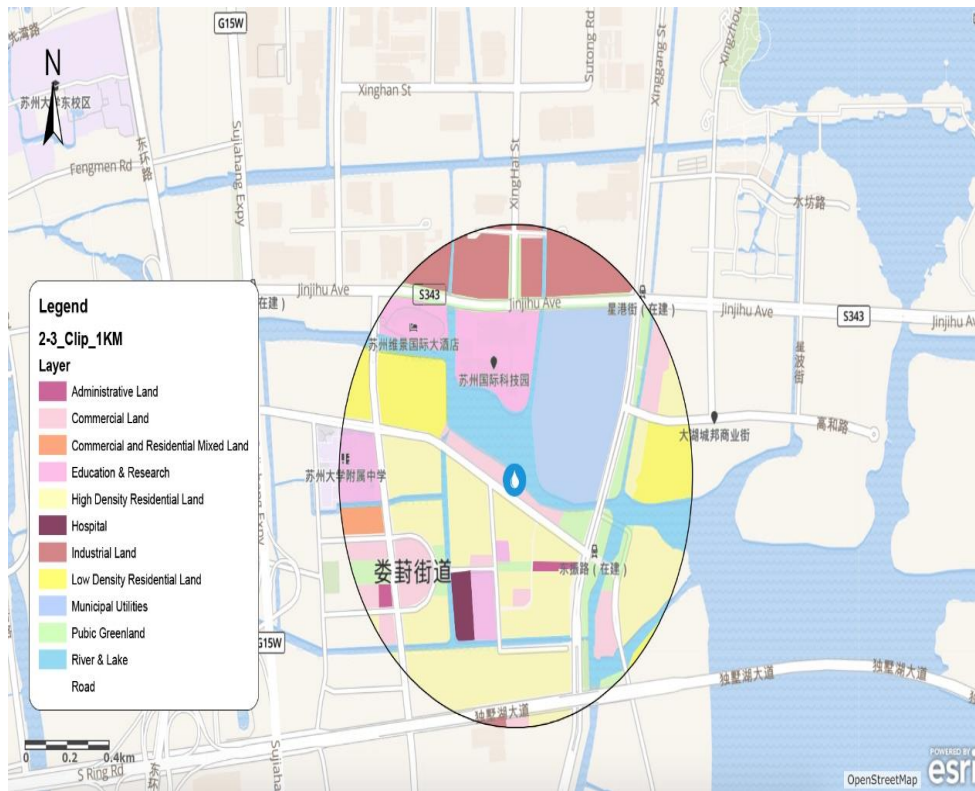 G15W
Sutong Rd
Xinggang St
N
苏州大学东校区
东环路
Sujiahang Expy
Xinghan St
Xinghai St
Fengmen Rd
水坊路
Jinjihu Ave
S343
Jinjihu Ave
星港街(在建)
Jinjihu Ave
S343
星波街
Legend
2-3_Clip_1KM
Layer
Administrative Land
Commercial Land
Commercial and Residential Mixed Land
Education & Research
High Density Residential Land
Hospital
Industrial Land
Low Density Residential Land
Municipal Utilities
Pubic Greenland
River & Lake
Road
苏州维景国际大酒店
苏州国际科技园
大湖城邦商业街
高和路
苏州大学附属中学
娄葑街道
东振路(在建)
G15W
独墅湖大道
独墅湖大道
独墅湖大道
0 0.2 0.4km
S Ring Rd
东环
Sujia
OpenStreetMap
POWERED BY
esri